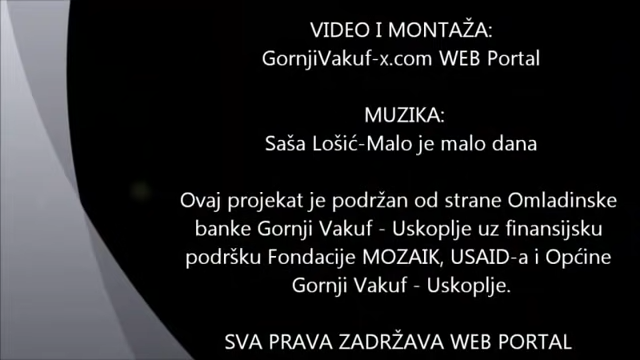 VIDEO I MONTAŽA:
GornjiVakuf-x.com WEB Portal
MUZIKA:
Saša Lošić-Malo je malo dana
Ovaj projekat je podržan od strane Omladinske
banke Gornji Vakuf - Uskoplje uz finansijsku
podršku Fondacije MOZAIK, USAID-a i Općine
Gornji Vakuf - Uskoplje.
SVA PRAVA ZADRŽAVA WEB PORTAL